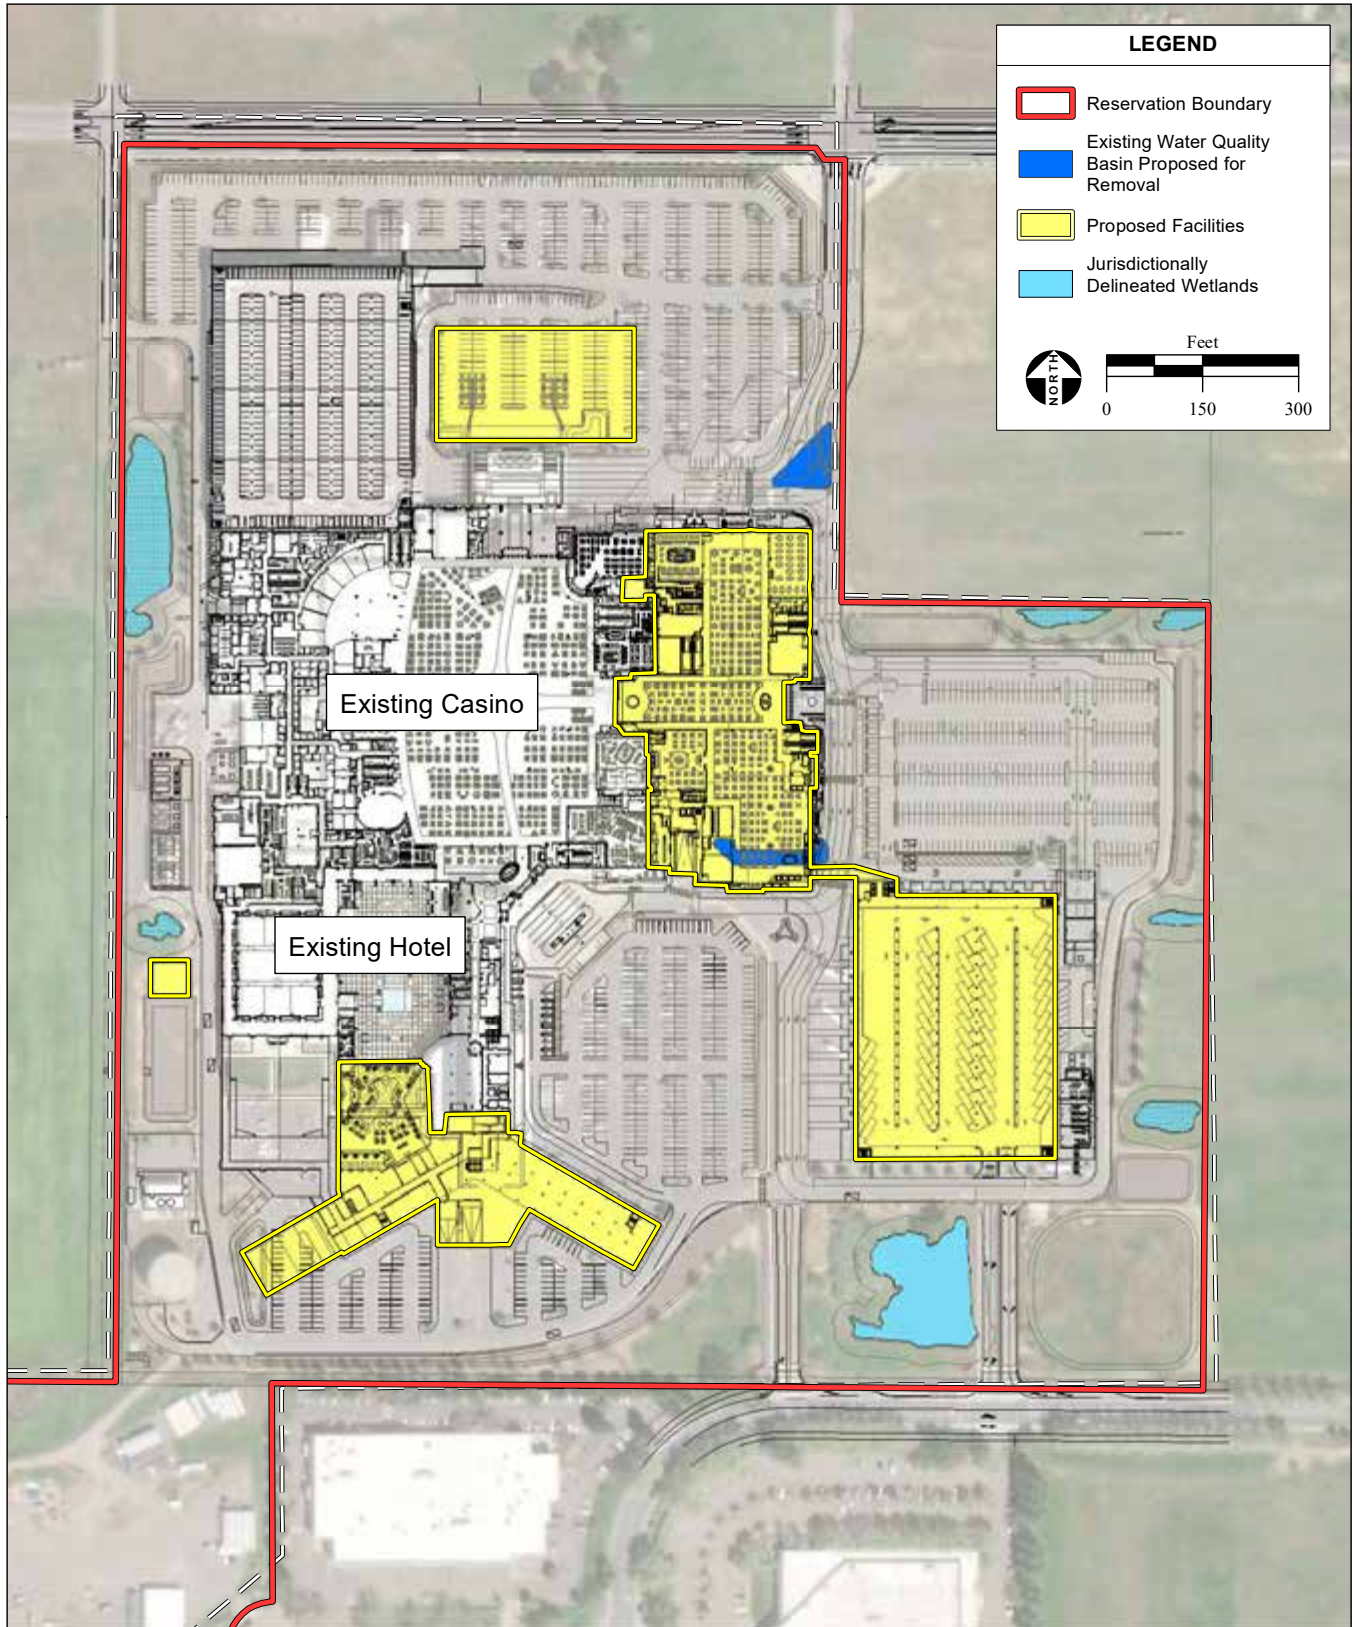 LEGEND
Reservation Boundary
Existing Water Quality
Basin Proposed for
Removal
Proposed Facilities
Jurisdictionally
Delineated Wetlands
Feet
NORTH
0 150 300
Existing Casino
Existing Hotel